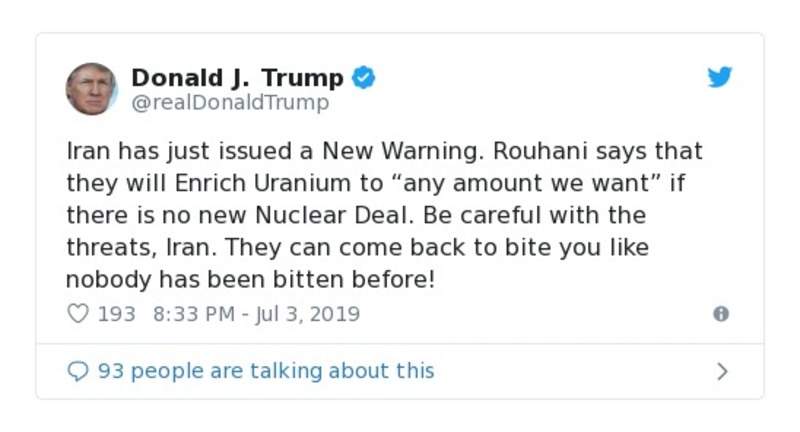 Donald J. Trump
@realDonaldTrump
Iran has just issued a New Warning. Rouhani says that
they will Enrich Uranium to “any amount we want” if
there is no new Nuclear Deal. Be careful with the
threats, Iran. They can come back to bite you like
nobody has been bitten before!
193 8:33 PM - Jul 3, 2019
93 people are talking about this